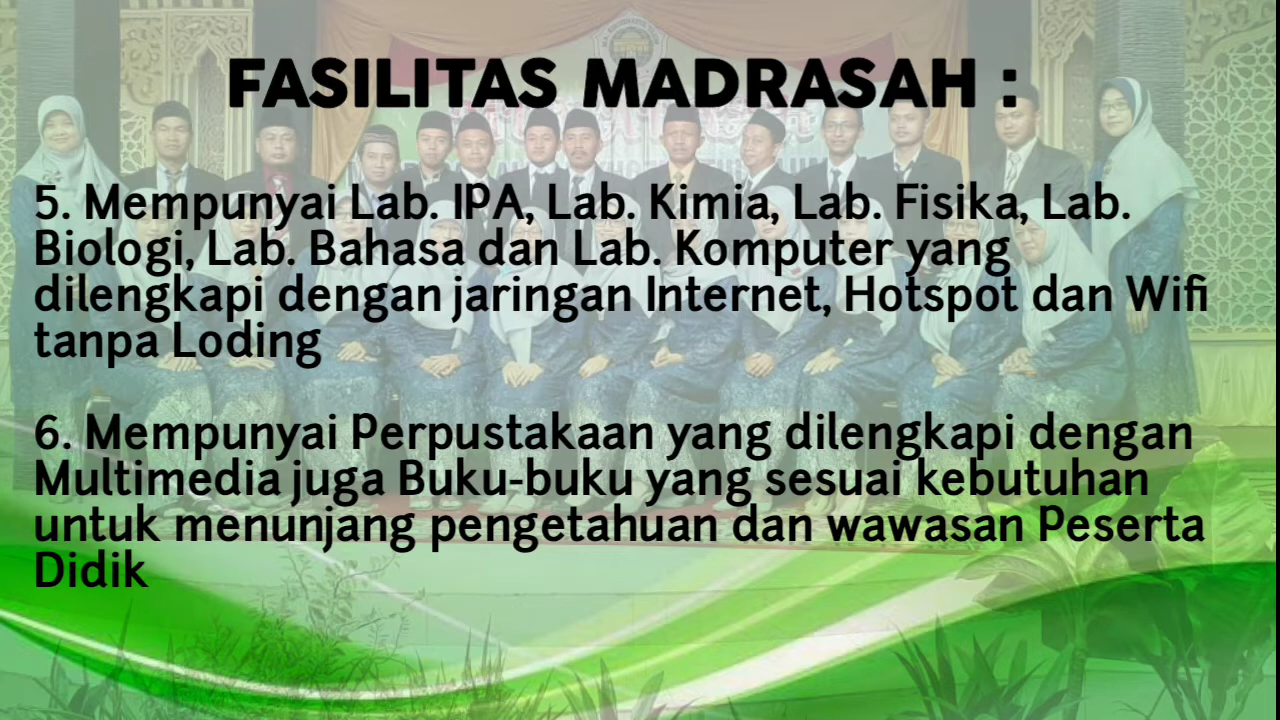 FASILITAS MADRASAH :
5. Mempunyai Lab. IPA, Lab. Kimia, Lab. Fisika, Lab.
Biologi, Lab. Bahasa dan Lab. Komputer yang
dilengkapi dengan jaringan Internet, Hotspot dan Wifi
tanpa Loding
6. Mempunyai Perpustakaan yang dilengkapi dengan
Multimedia juga Buku-buku yang sesuai kebutuhan
untuk menunjang pengetahuan dan wawasan Peserta
Didik